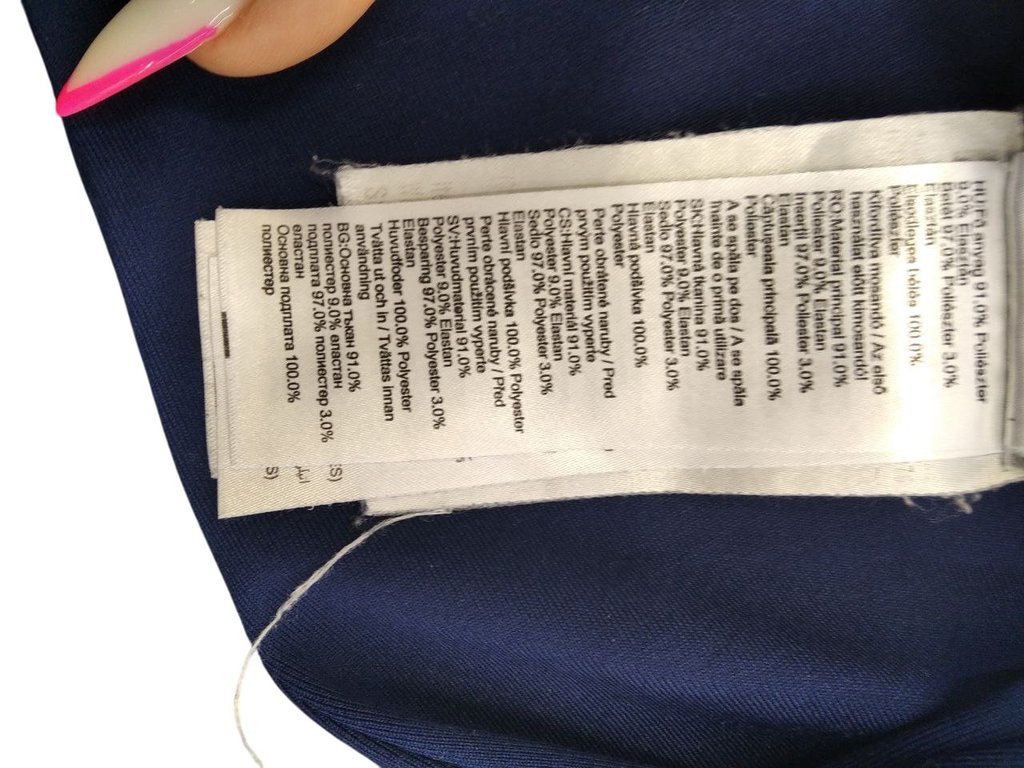 HU:Fő anyag 91.0% Poliészter
9.0% Elasztán
Betét 97.0% Poliészter 3.0%
Elasztán
Elsődleges bélés 100.0%
Poliészter
Kifordítva mosandó / Az első
használat előtt kimosandó!
RO:Material principal 91.0%
Poliester 9.0% Elastan
Inserții 97.0% Poliester 3.0%
Elastan
Căptușeala principală 100.0%
Poliester
A se spăla pe dos / A se spăla
înainte de o primă utilizare
SK:Hlavná tkanina 91.0%
Polyester 9.0% Elastan
Sedlo 97.0% Polyester 3.0%
Elastan
Hlavná podšívka 100.0%
Polyester
Perte obrátené naruby / Pred
prvým použitím vyperte
CS:Hlavní materiál 91.0%
Polyester 9.0% Elastan
Sedlo 97.0% Polyester 3.0%
Elastan
Hlavní podšívka 100.0% Polyester
Perte obrácené naruby / Před
prvním použitím vyperte
SV:Huvudmaterial 91.0%
Polyester 9.0% Elastan
Besparing 97.0% Polyester 3.0%
Elastan
Huvudfoder 100.0% Polyester
Tvätta ut och in / Tvättas innan
användning
BG:Основна тъкан 91.0%
полиестер 9.0% еластан
подплата 97.0% полиестер 3.0%
еластан
Основна подплата 100.0%
полиестер